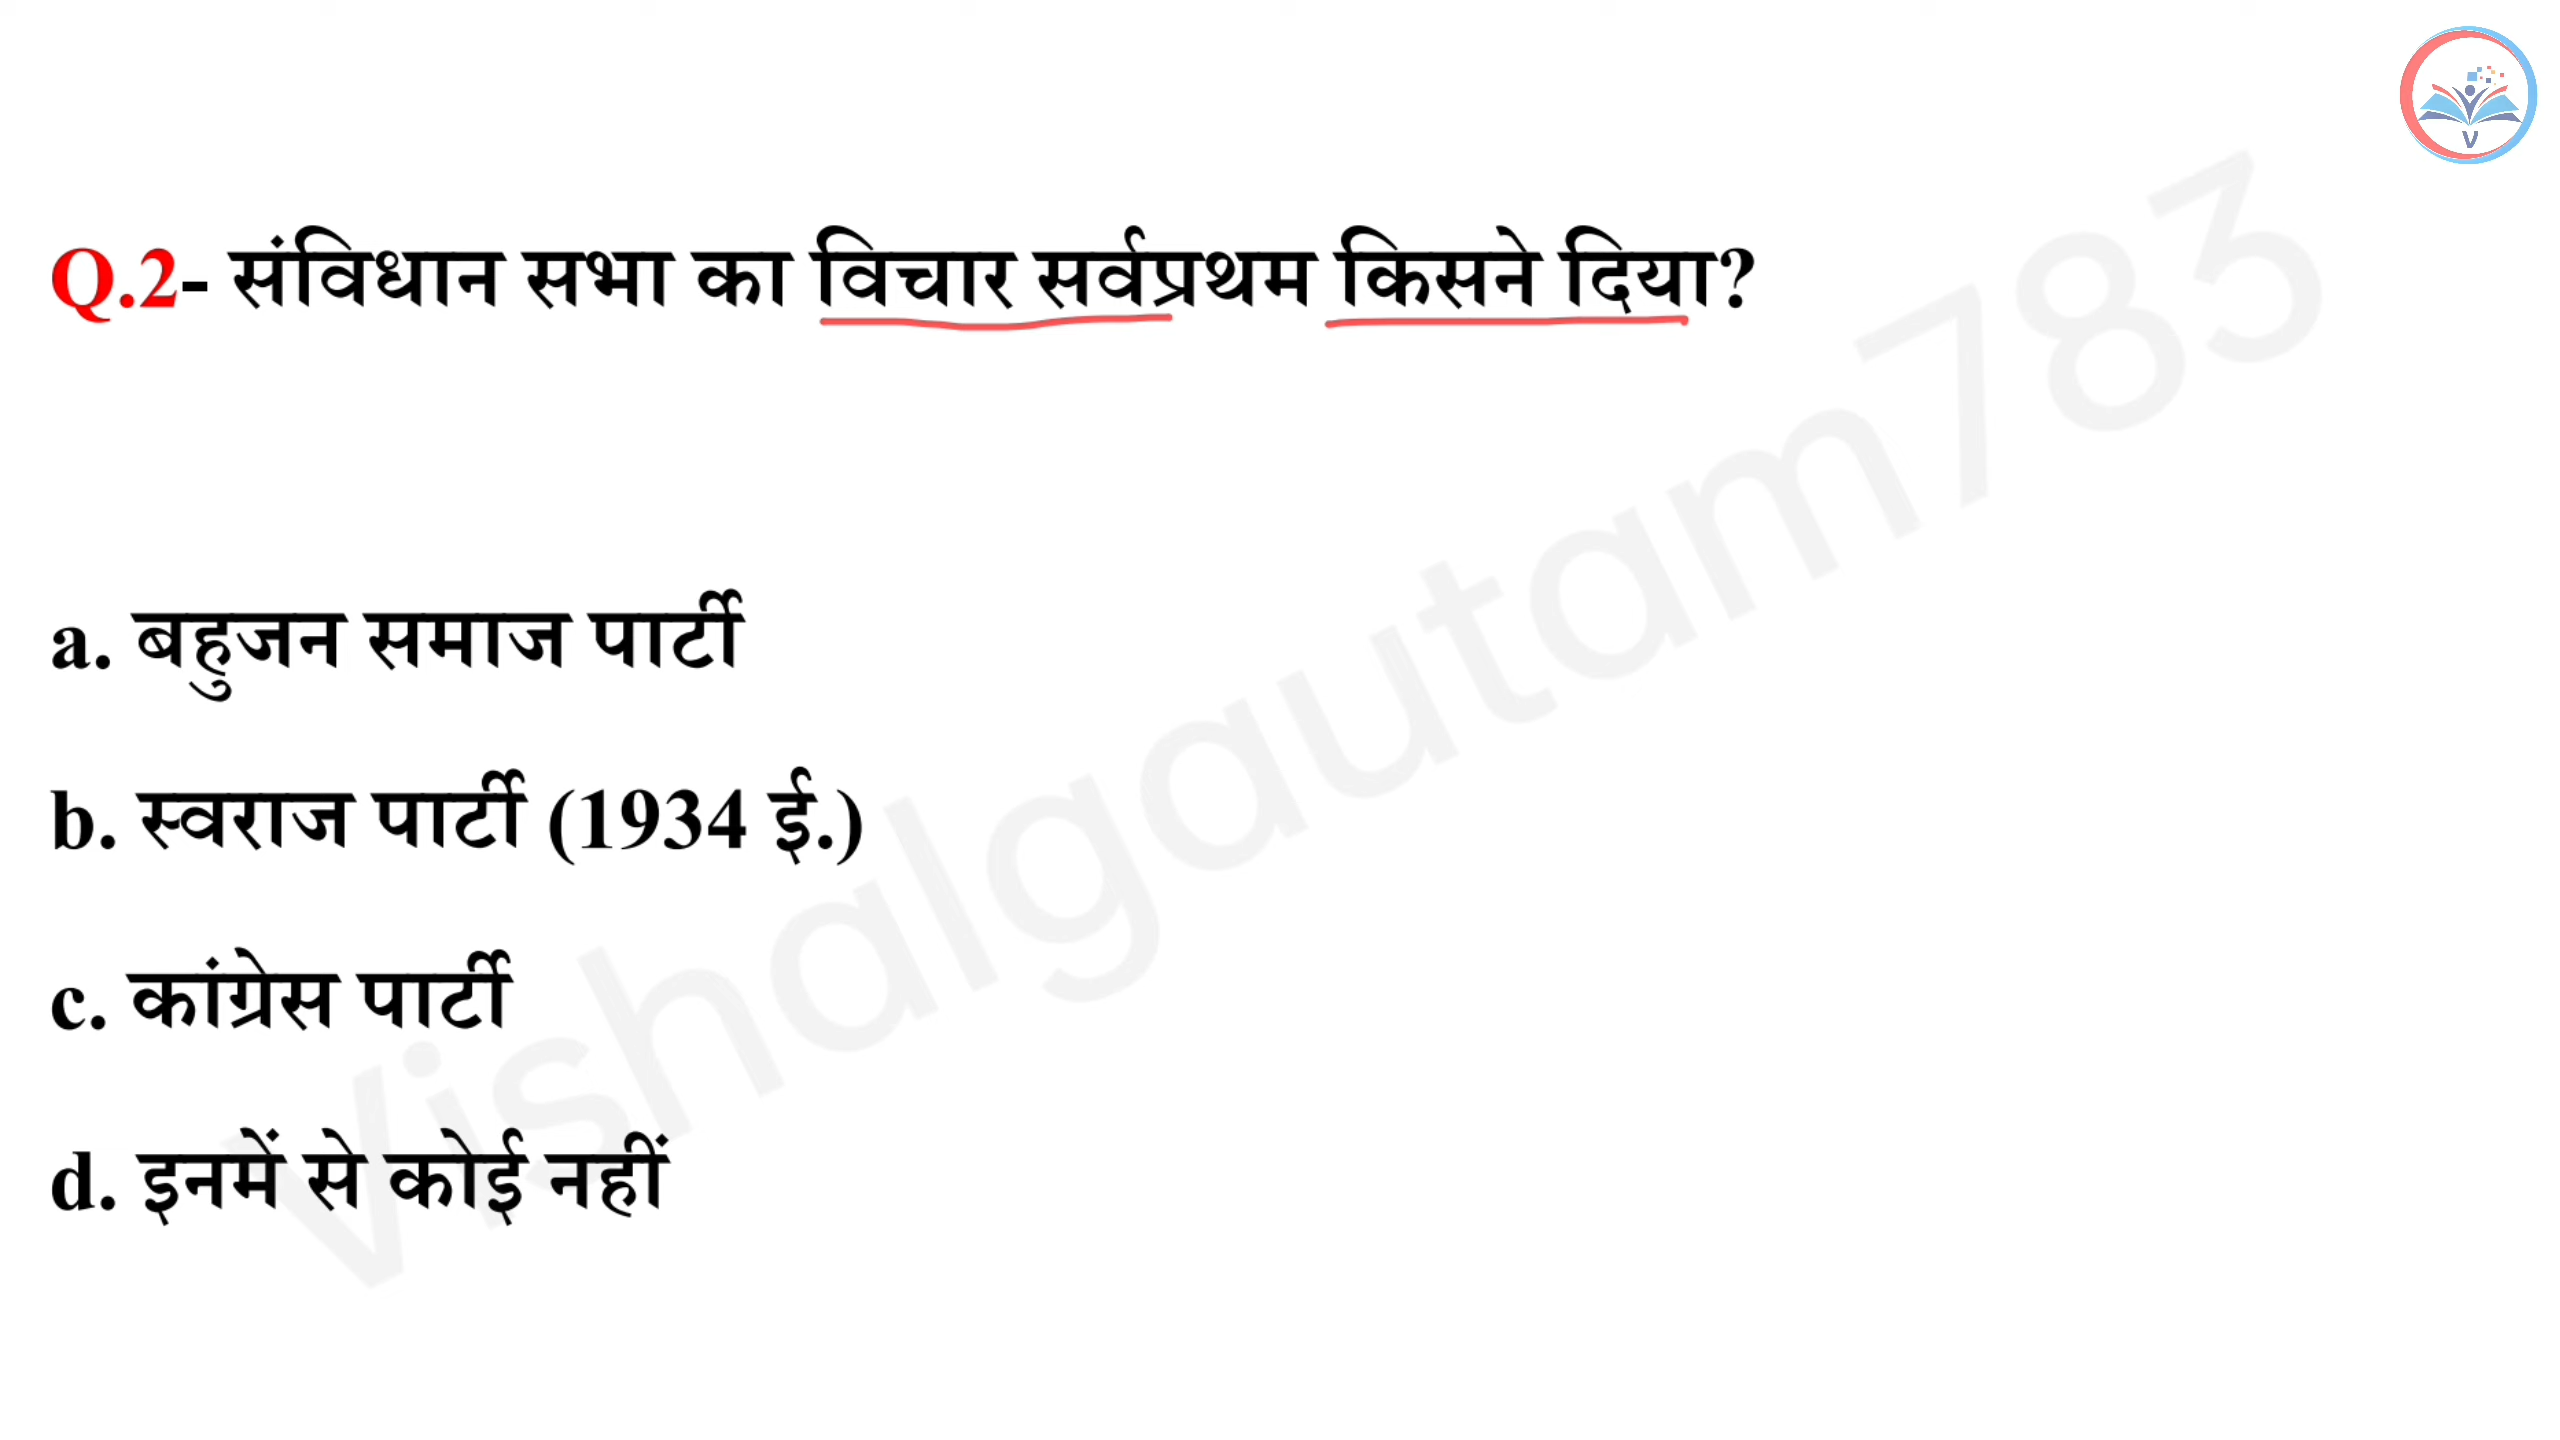 V
Q.2- संविधान सभा का विचार सर्वप्रथम किसने दिया?
a. बहुजन समाज पार्टी
b. स्वराज पार्टी (1934 ई.)
c. कांग्रेस पार्टी
d. इनमें से कोई नहीं
Vishalgautam783